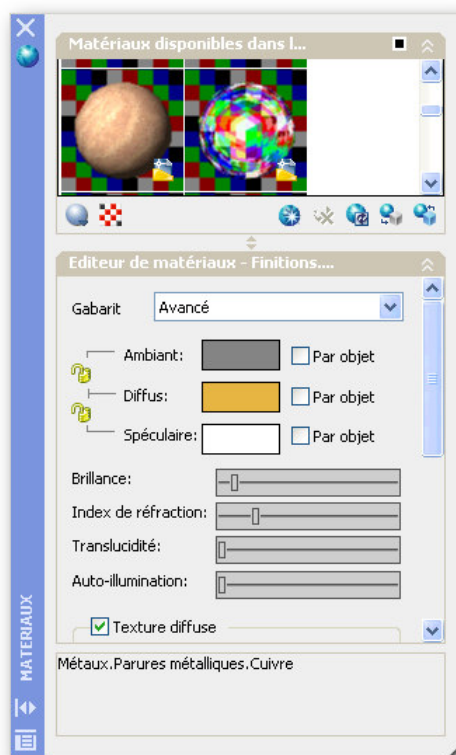 Matériaux disponibles dans l...
Editeur de matériaux - Finitions....
Gabarit Avancé
Ambiant: Par objet
Diffus: Par objet
Spéculaire: Par objet
Brillance:
Index de réfraction:
Translucidité:
Auto-illumination:
Texture diffuse
Métaux.Parures métalliques.Cuivre
MATERIAUX